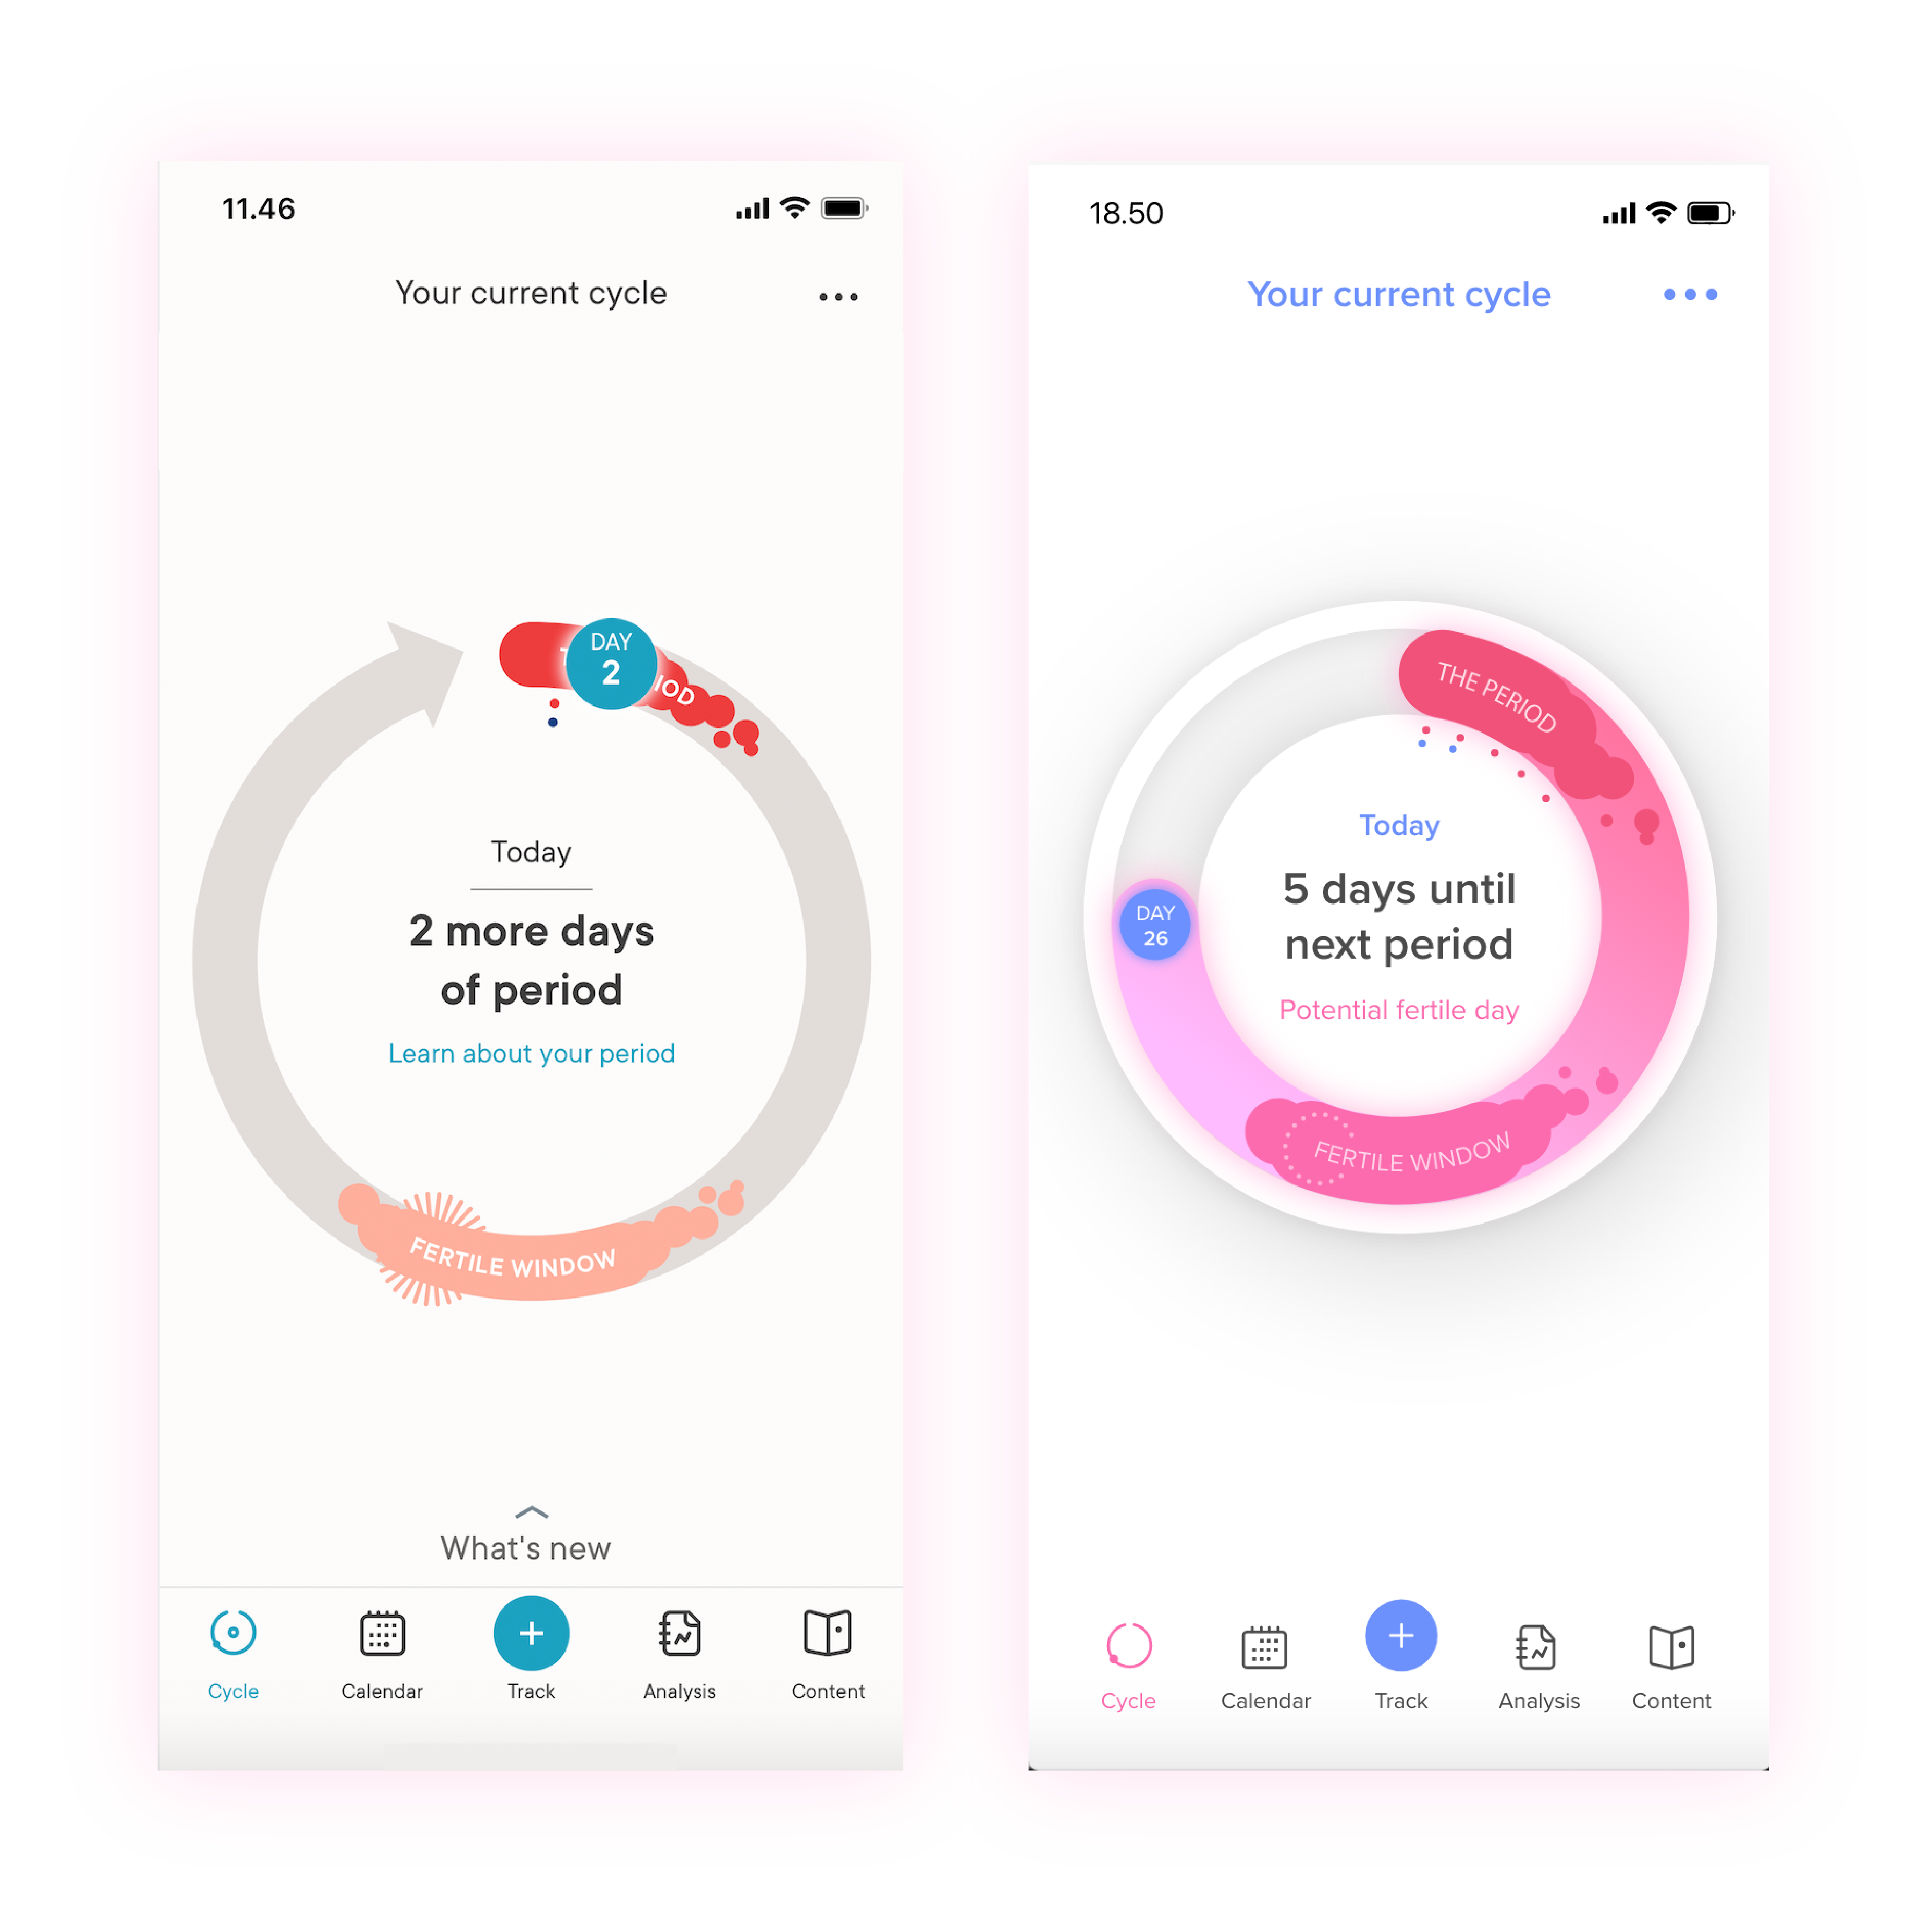 11.46
Your current cycle
DAY
2
IOD
Today
2 more days
of period
Learn about your period
FERTILE WINDOW
What's new
Cycle
Calendar
Track
Analysis
Content
18.50
Your current cycle
THE PERIOD
Today
5 days until
next period
Potential fertile day
DAY
26
FERTILE WINDOW
Cycle
Calendar
Track
Analysis
Content